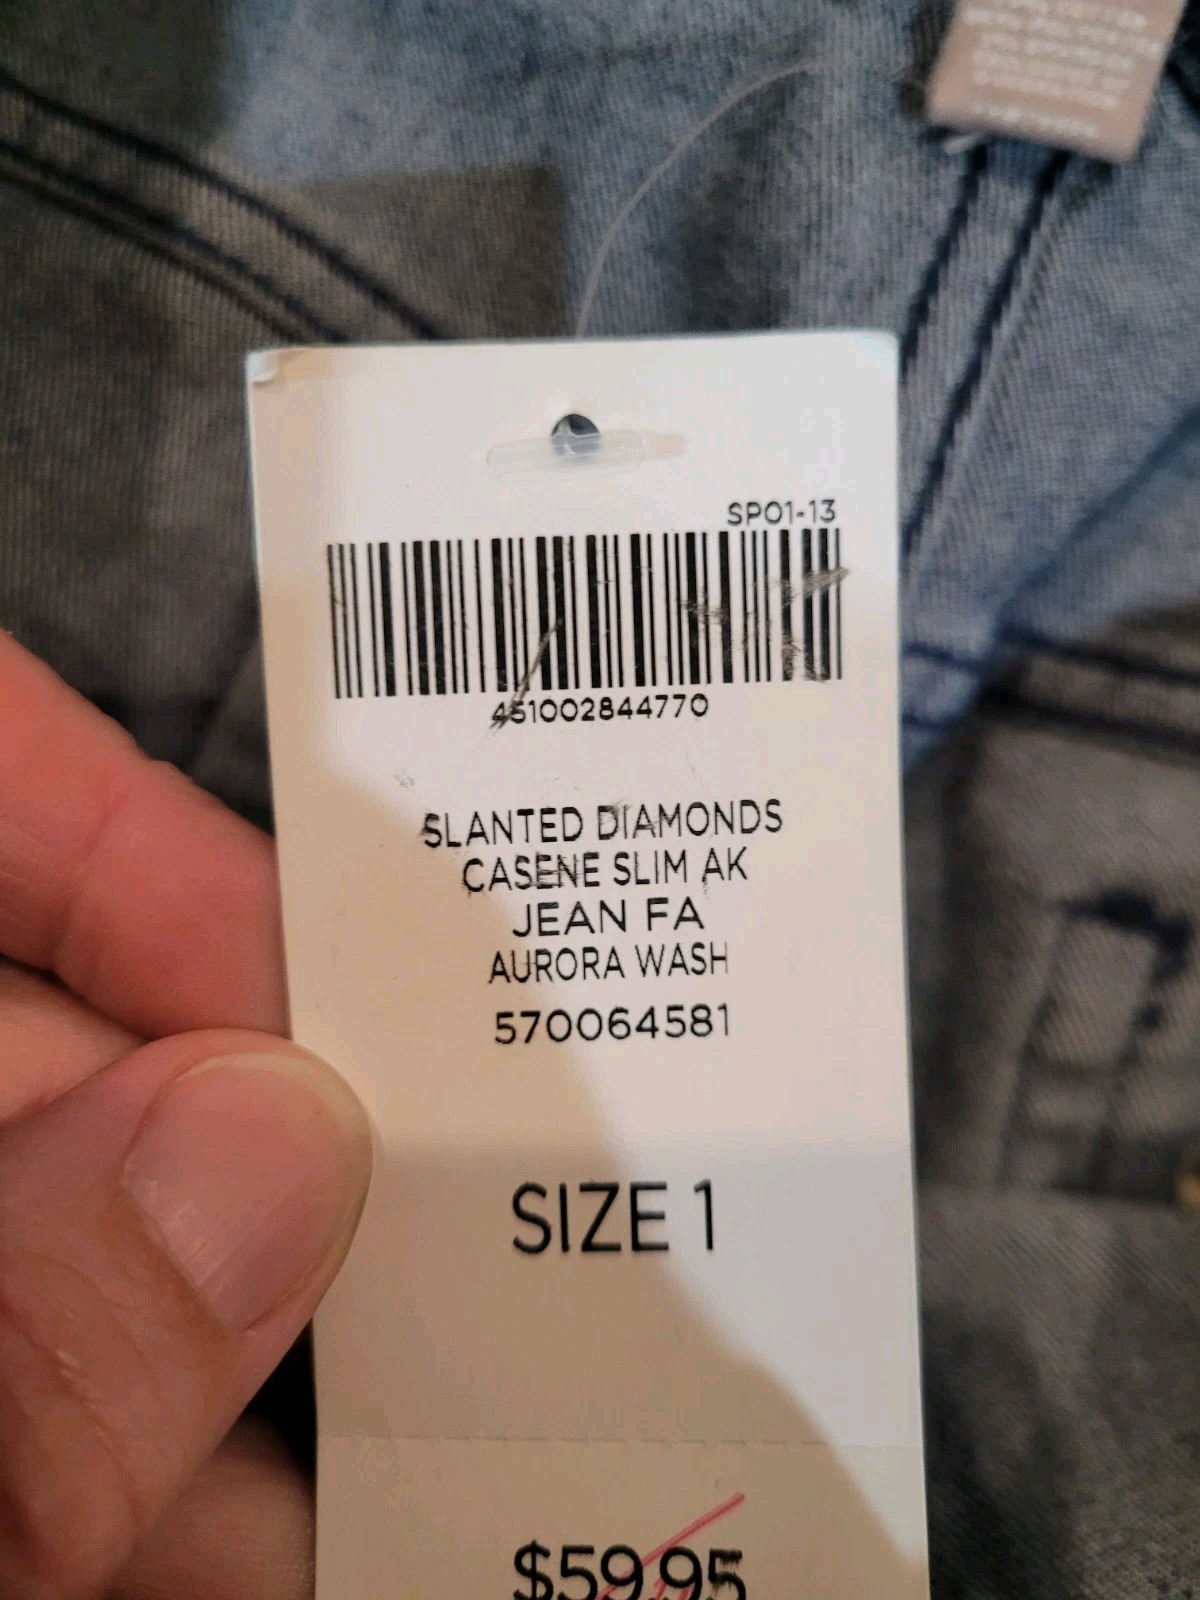 SP01-13
451002844770
SLANTED DIAMONDS
CASENE SLIM AK
JEAN FA
AURORA WASH
570064581
SIZE 1
$59.95